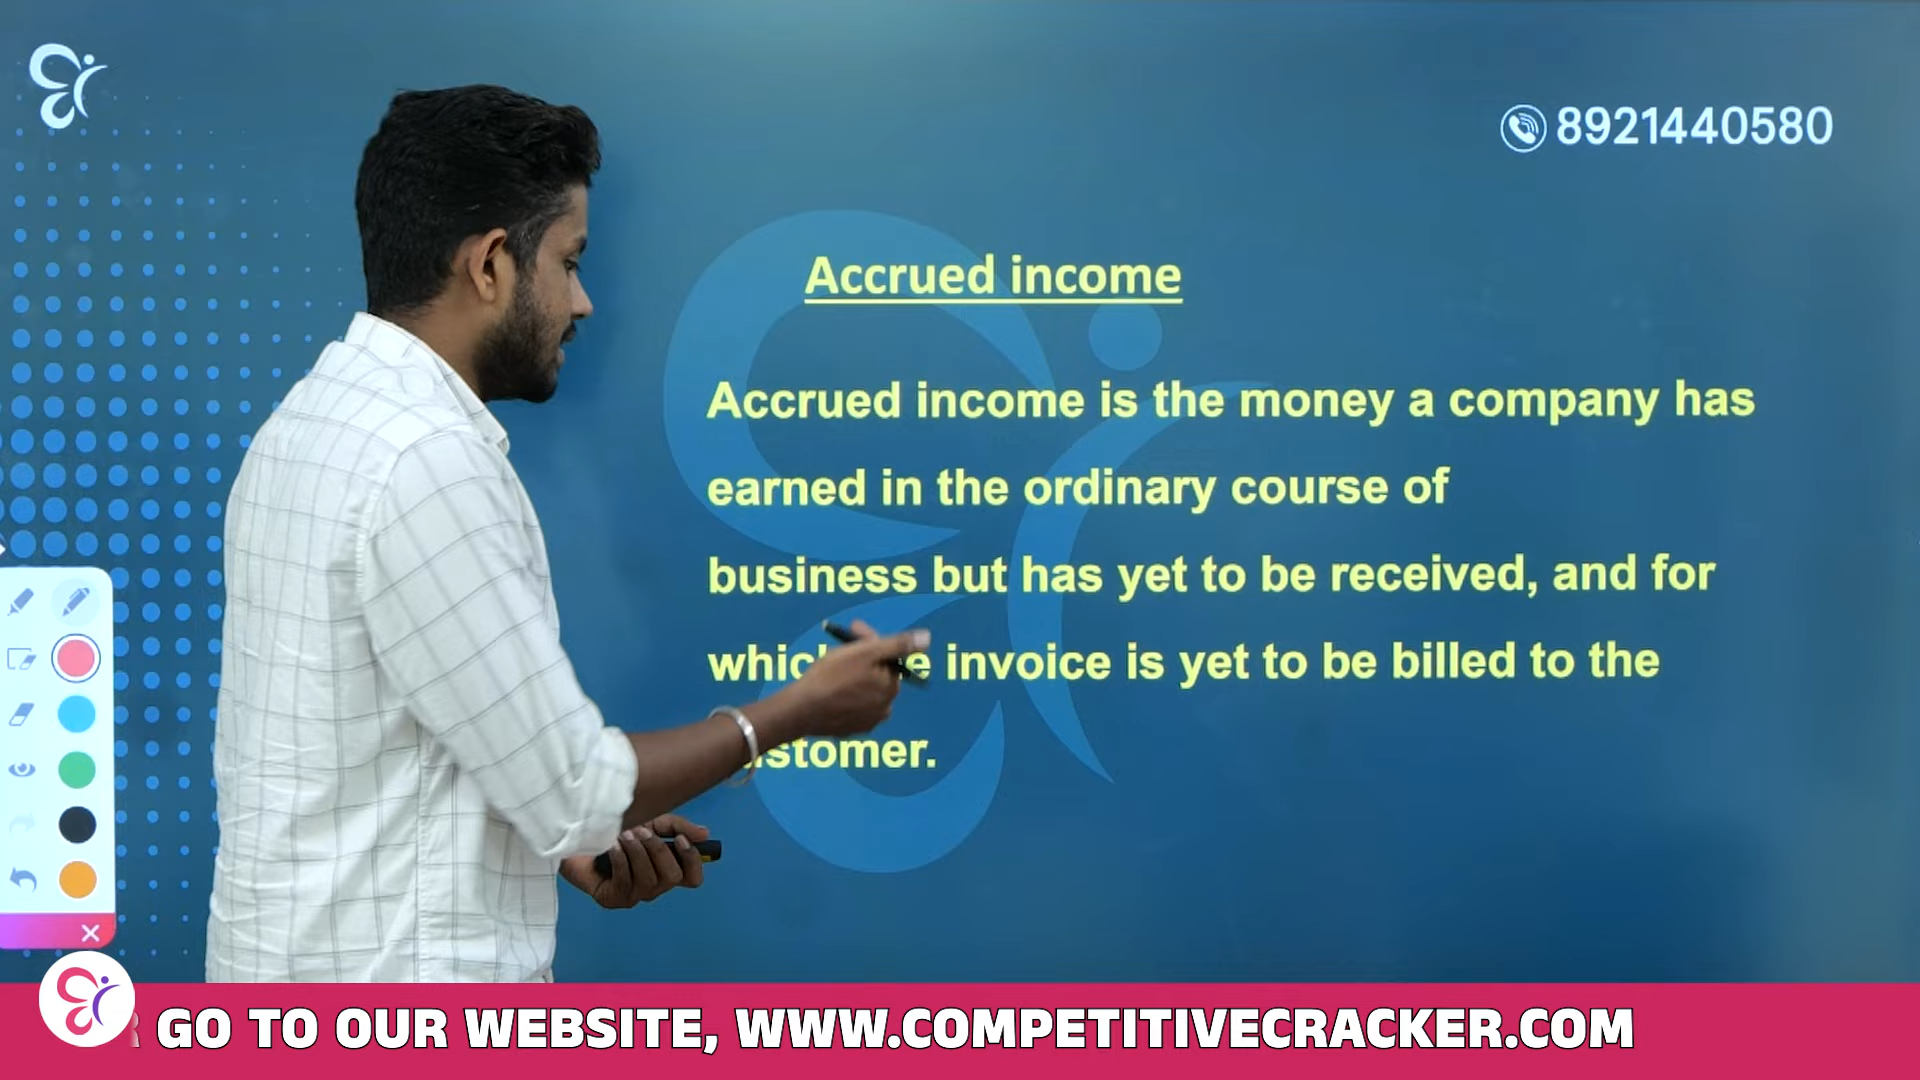 8921440580
Accrued income
Accrued income is the money a company has
earned in the ordinary course of
business but has yet to be received, and for
invoice is yet to be billed to the
GO TO OUR WEBSITE, WWW.COMPETITIVECRACKER.COM